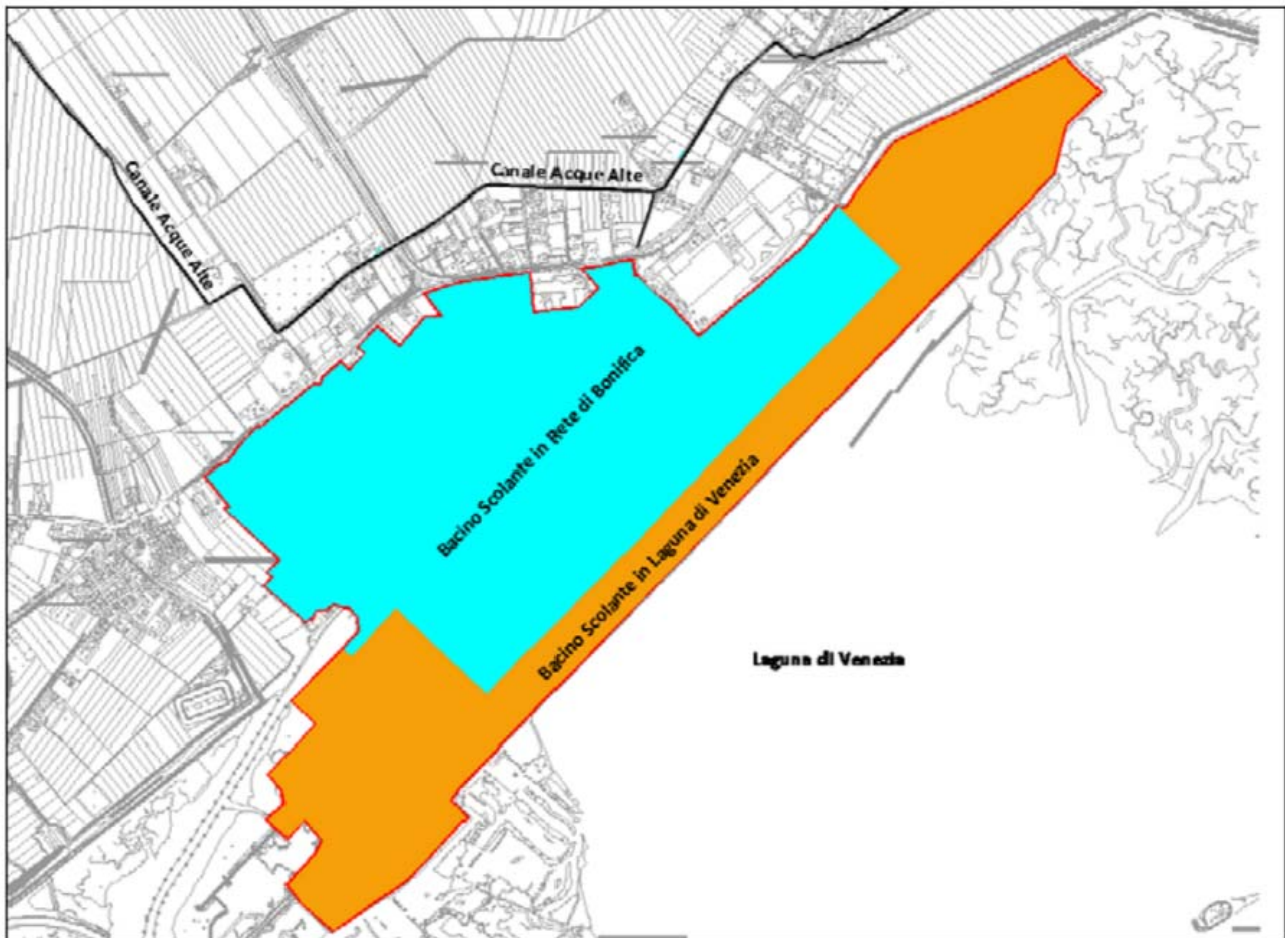 Canale Acque Alte
Canale Acque Alte
Bacino Scolante in Rete di Bonifica
Bacino Scolante in Laguna di Venezia
Laguna di Venezia